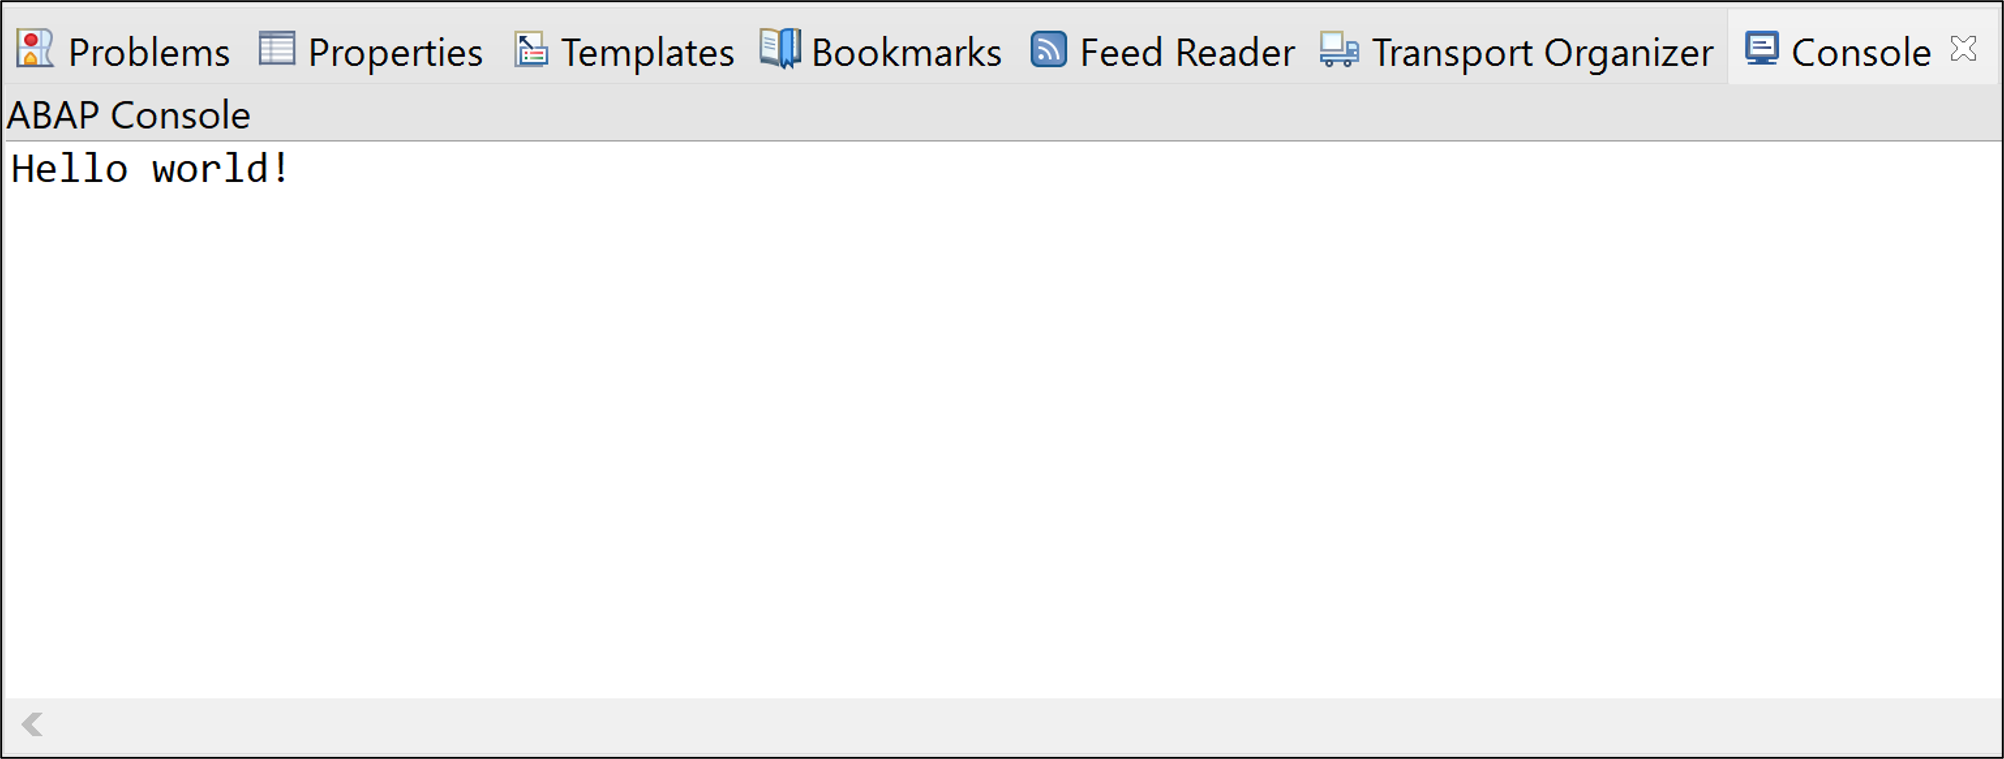 Problems Properties Templates Bookmarks Feed Reader Transport Organizer Console
ABAP Console
Hello world!